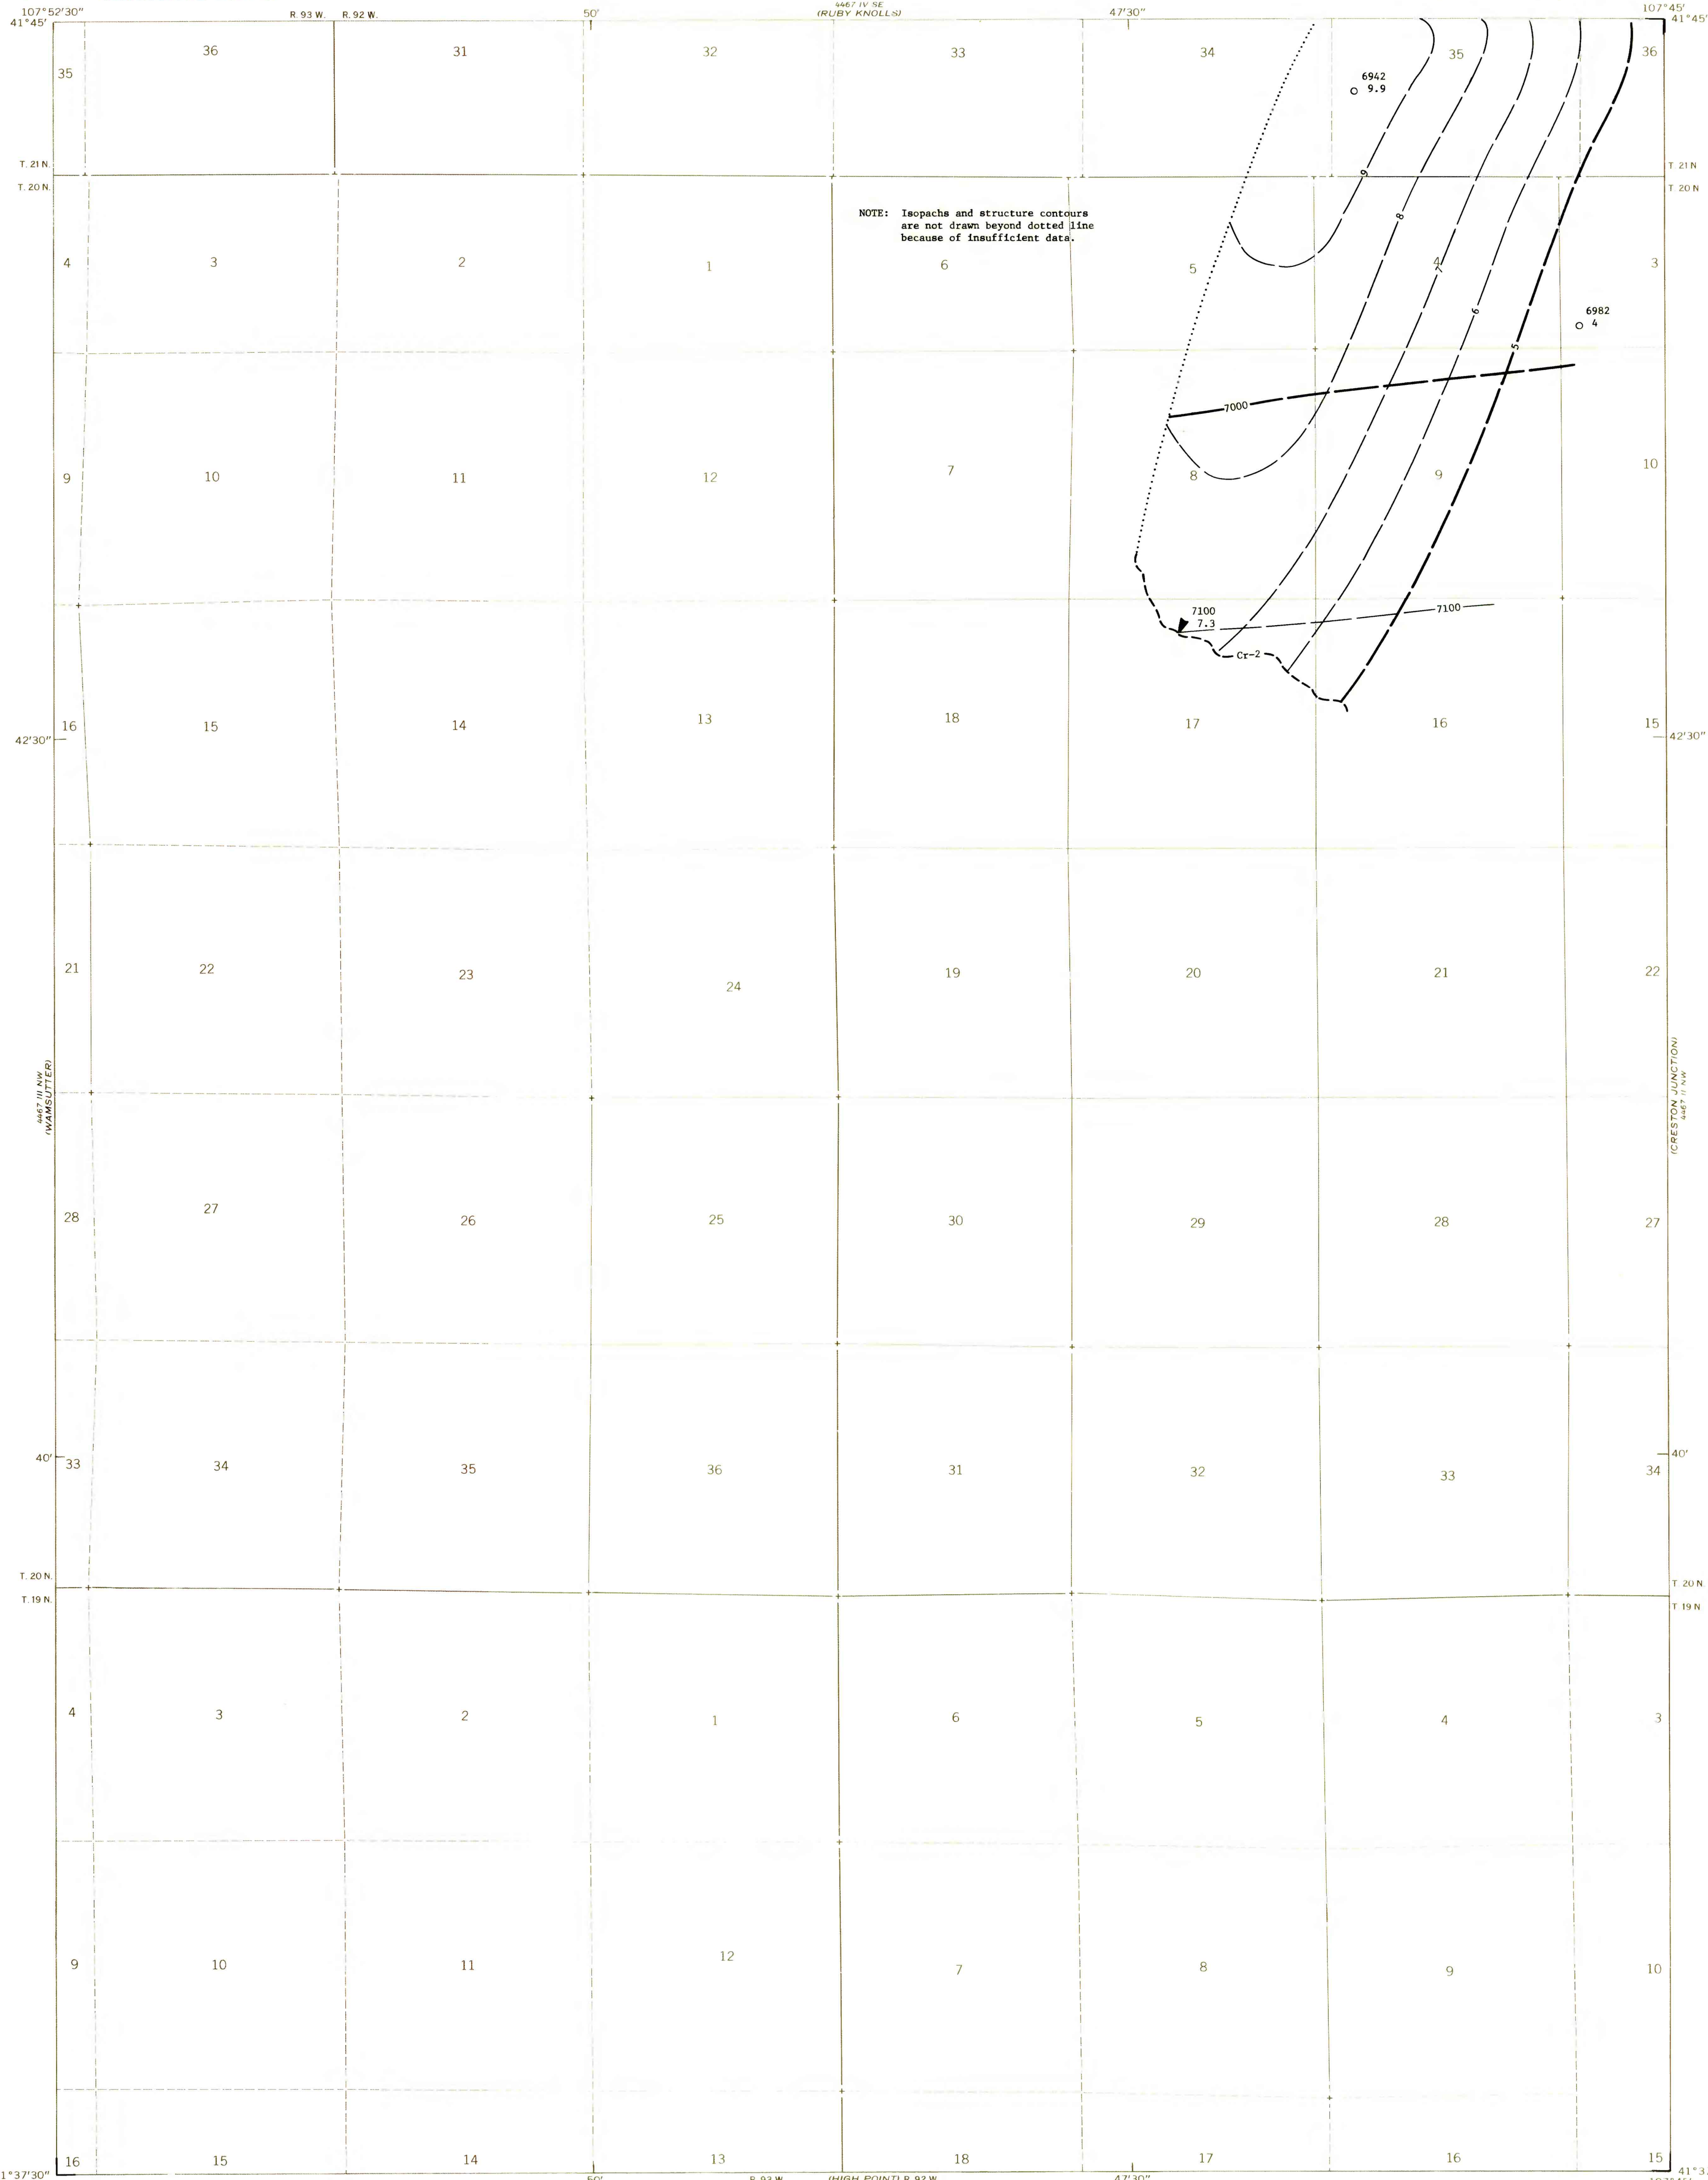 4467 IV SE
107°52'30" R. 93 W. R. 92 W. 50' (RUBY KNOLLS) 47'30" 107°45'
41°45' 41°45'
36 31 32 33 34 35 36
35
6942
9.9
T. 21 N. T. 21 N
T. 20 N. T. 20 N
9
8
NOTE: Isopachs and structure contours
are not drawn beyond dotted line
because of insufficient data.
4 3 2 1 6 5 4 3
7
6982
4
6
5
7000
9 10 11 12 7 8 9 10
7100
7.3
7100
Cr-2
16 15 14 13 18 17 16 15
42'30" 42'30"
21 22 23 24 19 20 21 22
4467 III NW
(WAMSUTTER)
(CRESTON JUNCTION)
4467 II NW
28 27 26 25 30 29 28 27
40' 40'
33 34 35 36 31 32 33 34
T. 20 N. T. 20 N
T. 19 N. T 19 N
4 3 2 1 6 5 4 3
9 10 11 12 7 8 9 10
16 15 14 13 18 17 16 15
1°37'30" 50' R. 93 W. (HIGH POINT) R. 92 W. 47'30" 41°3